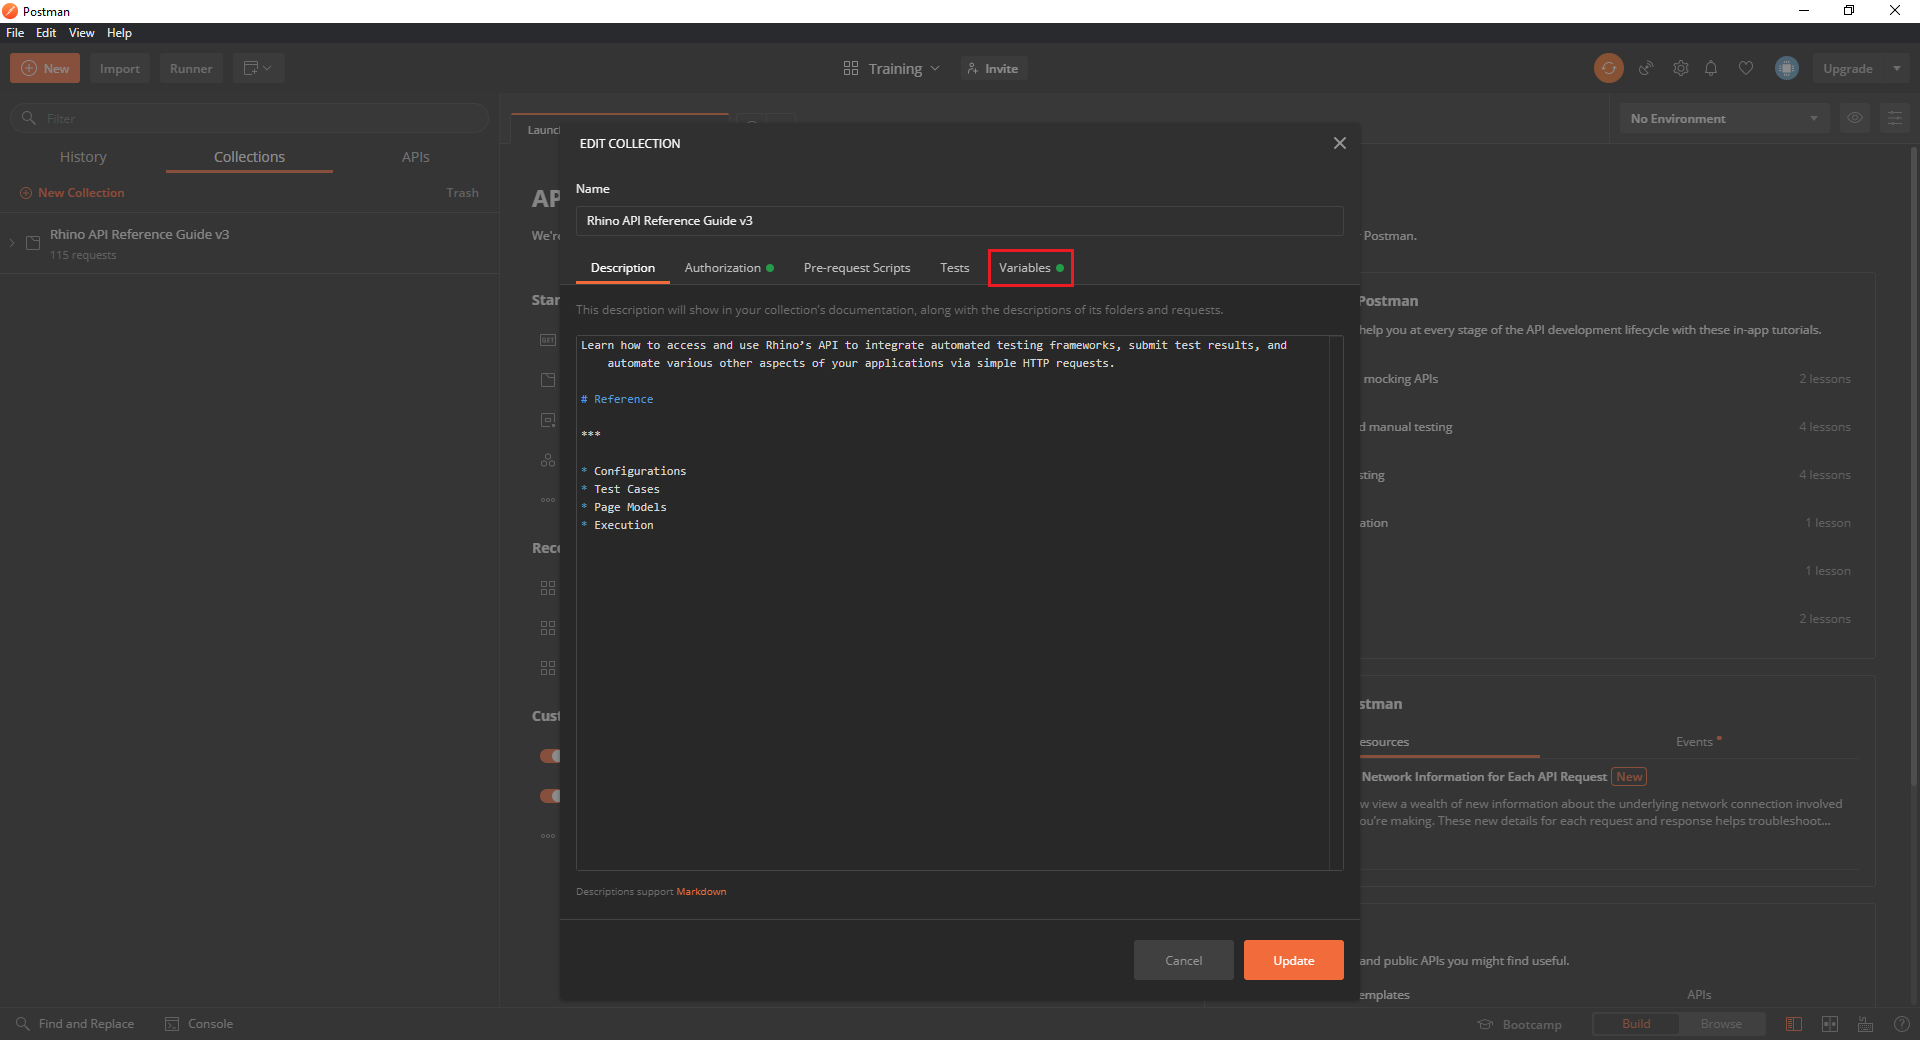 Postman
File Edit View Help
New Import Runner
Training Invite
Upgrade
Filter
No Environment
Launc
History Collections APIs
New Collection Trash
Rhino API Reference Guide v3
115 requests
AP
We're
Star
Reco
Cust
EDIT COLLECTION
Name
Rhino API Reference Guide v3
Description Authorization Pre-request Scripts Tests Variables
This description will show in your collection's documentation, along with the descriptions of its folders and requests.
Learn how to access and use Rhino’s API to integrate automated testing frameworks, submit test results, and
automate various other aspects of your applications via simple HTTP requests.
# Reference
***
* Configurations
* Test Cases
* Page Models
* Execution
Descriptions support Markdown
Cancel Update
Postman.
Postman
help you at every stage of the API development lifecycle with these in-app tutorials.
mocking APIs 2 lessons
d manual testing 4 lessons
sting 4 lessons
ation 1 lesson
1 lesson
2 lessons
stman
esources Events
Network Information for Each API Request New
w view a wealth of new information about the underlying network connection involved
ou're making. These new details for each request and response helps troubleshoot...
and public APIs you might find useful.
emplates APIs
Find and Replace Console
Bootcamp Build Browse